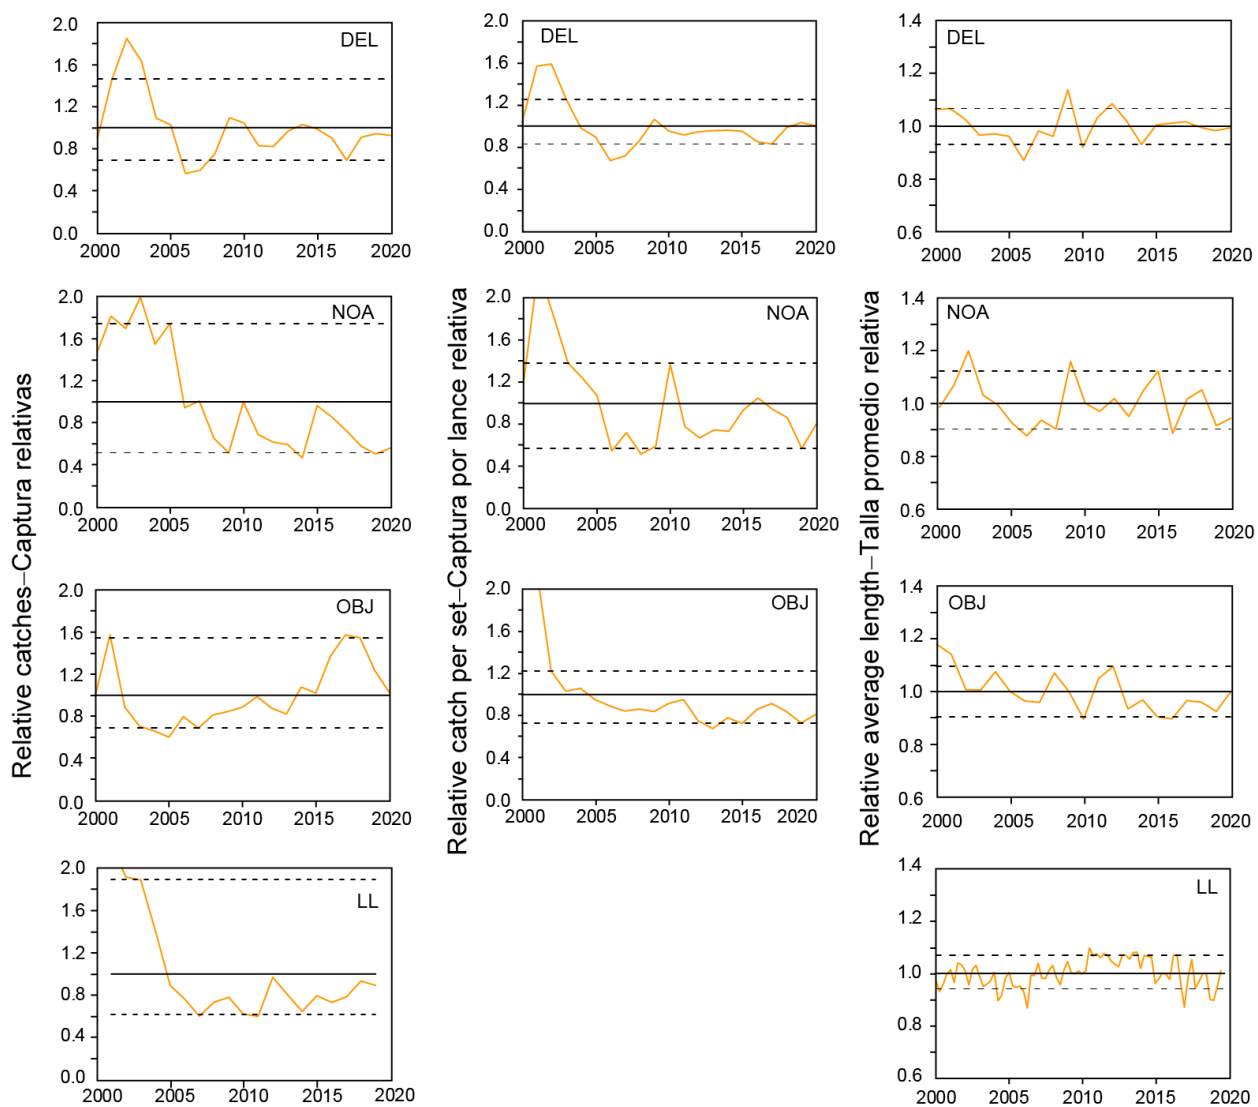 Relative catches–Captura relativas
2.0
1.6
1.2
0.8
0.4
0.0
DEL
2000 2005 2010 2015 2020
2.0
1.6
1.2
0.8
0.4
0.0
NOA
2000 2005 2010 2015 2020
2.0
1.6
1.2
0.8
0.4
0.0
OBJ
2000 2005 2010 2015 2020
2.0
1.6
1.2
0.8
0.4
0.0
LL
2000 2005 2010 2015 2020
Relative catch per set–Captura por lance relativa
2.0
1.6
1.2
0.8
0.4
0.0
DEL
2000 2005 2010 2015 2020
2.0
1.6
1.2
0.8
0.4
0.0
NOA
2000 2005 2010 2015 2020
2.0
1.6
1.2
0.8
0.4
0.0
OBJ
2000 2005 2010 2015 2020
Relative average length–Talla promedio relativa
1.4
1.2
1.0
0.8
0.6
DEL
2000 2005 2010 2015 2020
1.4
1.2
1.0
0.8
0.6
NOA
2000 2005 2010 2015 2020
1.4
1.2
1.0
0.8
0.6
OBJ
2000 2005 2010 2015 2020
1.4
1.2
1.0
0.8
0.6
LL
2000 2005 2010 2015 2020